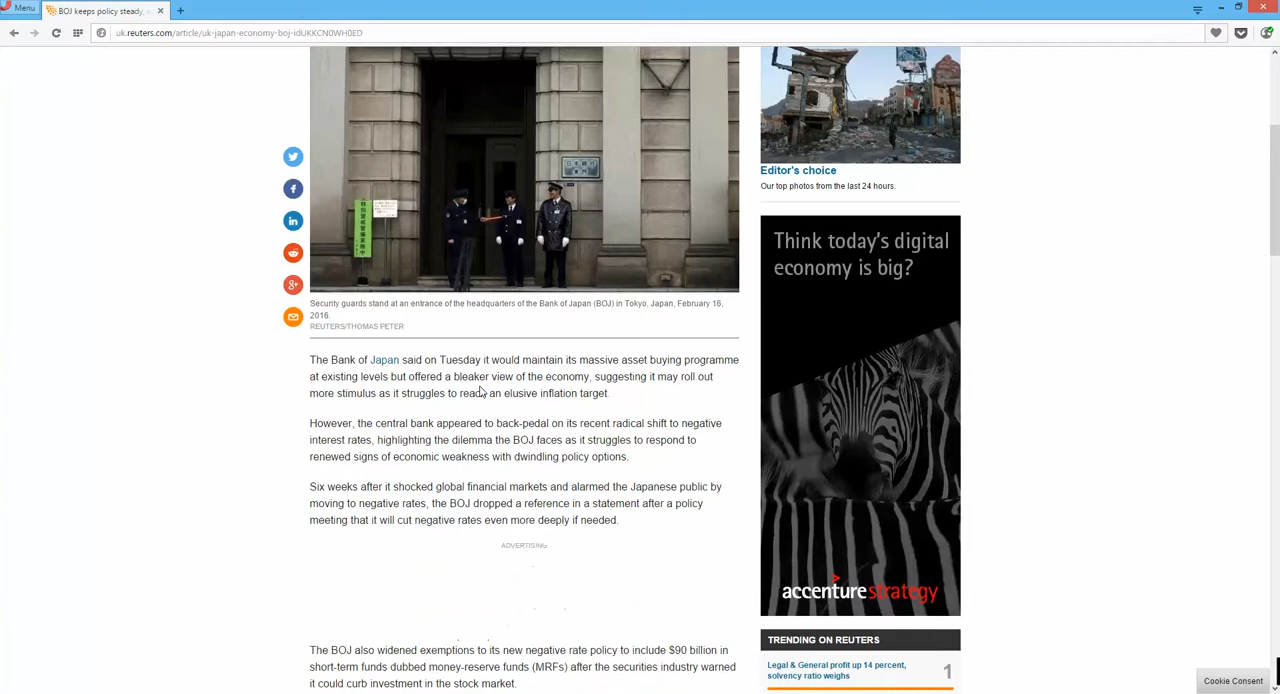 Menu
BOJ keeps policy steady,
uk.reuters.com/article/uk-japan-economy-boj-idUKKCN0WH0ED
日本銀行
Security guards stand at an entrance of the headquarters of the Bank of Japan (BOJ) in Tokyo, Japan, February 16,
2016.
REUTERS/THOMAS PETER
The Bank of Japan said on Tuesday it would maintain its massive asset buying programme
at existing levels but offered a bleaker view of the economy, suggesting it may roll out
more stimulus as it struggles to reach an elusive inflation target.
However, the central bank appeared to back-pedal on its recent radical shift to negative
interest rates, highlighting the dilemma the BOJ faces as it struggles to respond to
renewed signs of economic weakness with dwindling policy options.
Six weeks after it shocked global financial markets and alarmed the Japanese public by
moving to negative rates, the BOJ dropped a reference in a statement after a policy
meeting that it will cut negative rates even more deeply if needed.
ADVERTISING
The BOJ also widened exemptions to its new negative rate policy to include $90 billion in
short-term funds dubbed money-reserve funds (MRFs) after the securities industry warned
it could curb investment in the stock market.
Editor's choice
Our top photos from the last 24 hours.
Think today's digital
economy is big?
accenturestrategy
TRENDING ON REUTERS
Legal & General profit up 14 percent,
solvency ratio weighs
1
Cookie Consent